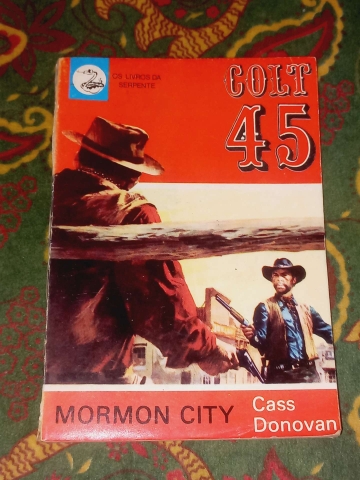 OS LIVROS DA
SERPENTE
COLT
45
MORMON CITY
Cass
Donovan